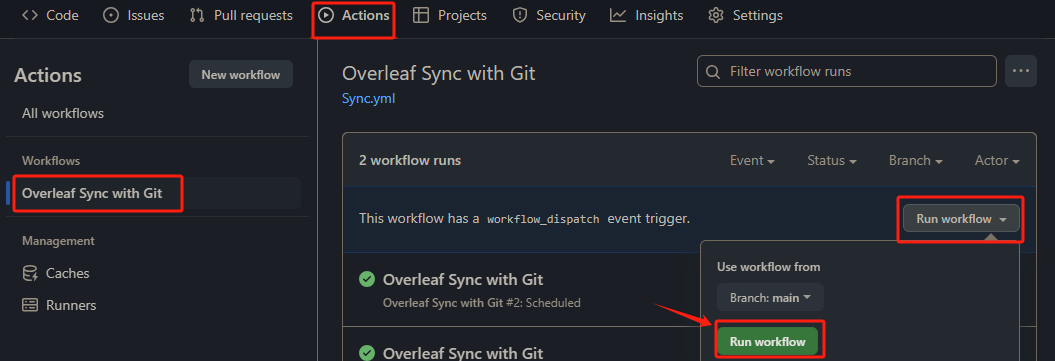 Code Issues Pull requests Actions Projects Security Insights Settings
Actions
New workflow
All workflows
Workflows
Overleaf Sync with Git
Management
Caches
Runners
Overleaf Sync with Git
Filter workflow runs
Sync.yml
2 workflow runs
Event Status Branch Actor
This workflow has a workflow_dispatch event trigger.
Run workflow
Overleaf Sync with Git
Overleaf Sync with Git #2: Scheduled
Overleaf Sync with Git
Use workflow from
Branch: main
Run workflow